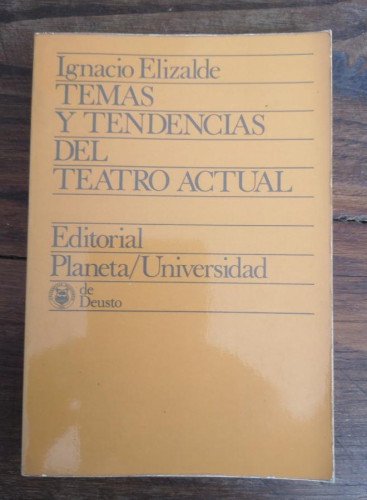 Ignacio Elizalde
TEMAS
Y TENDENCIAS
DEL
TEATRO ACTUAL
Editorial
Planeta/Universidad
de
Deusto